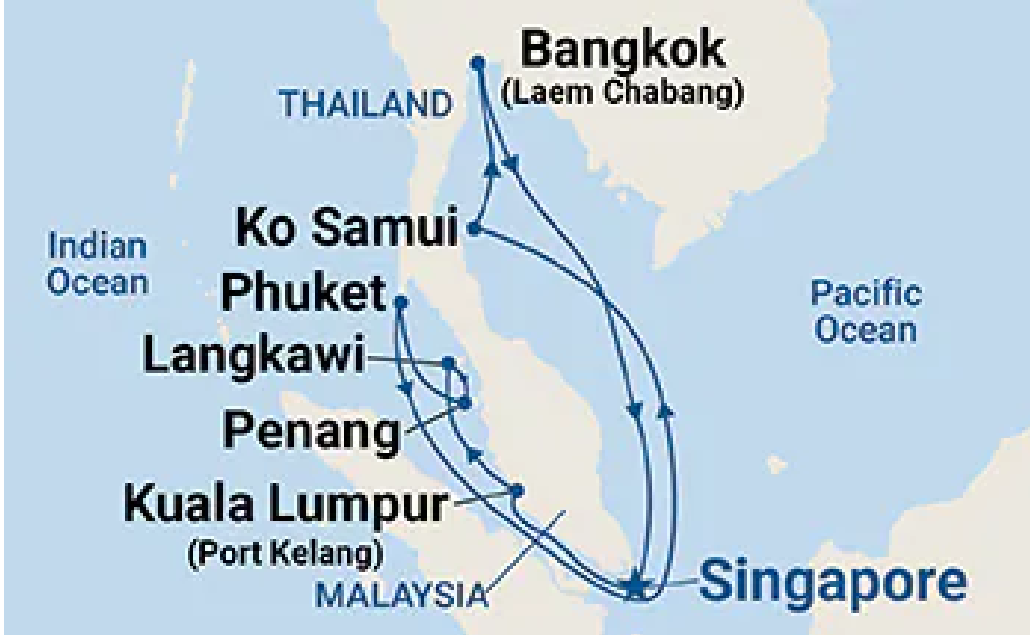 Bangkok
(Laem Chabang)
THAILAND
Ko Samui
Indian
Ocean
Phuket
Pacific
Ocean
Langkawi
Penang
Kuala Lumpur
(Port Kelang)
MALAYSIA
Singapore